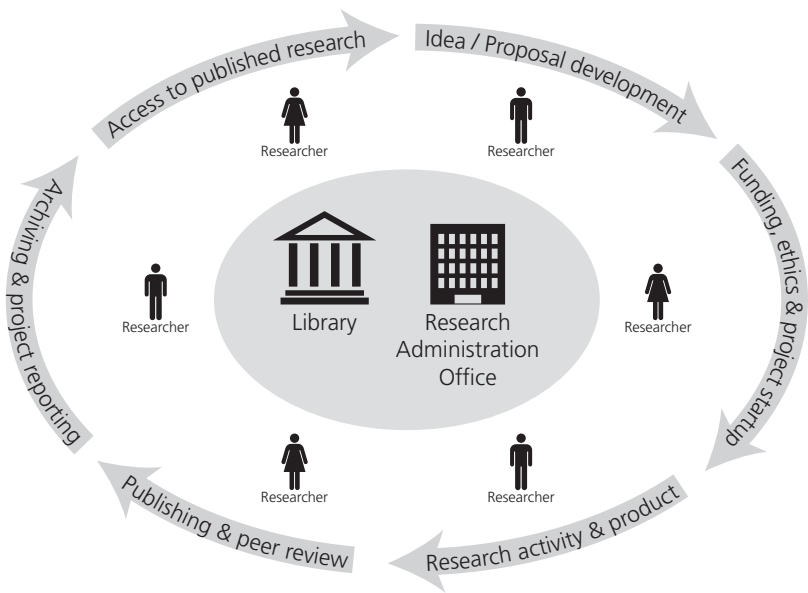 Access to published research
Idea / Proposal development
Researcher
Researcher
Funding, ethics & project startup
Archiving & project reporting
Library
Research
Administration
Office
Researcher
Researcher
Researcher
Researcher
Publishing & peer review
Research activity & product